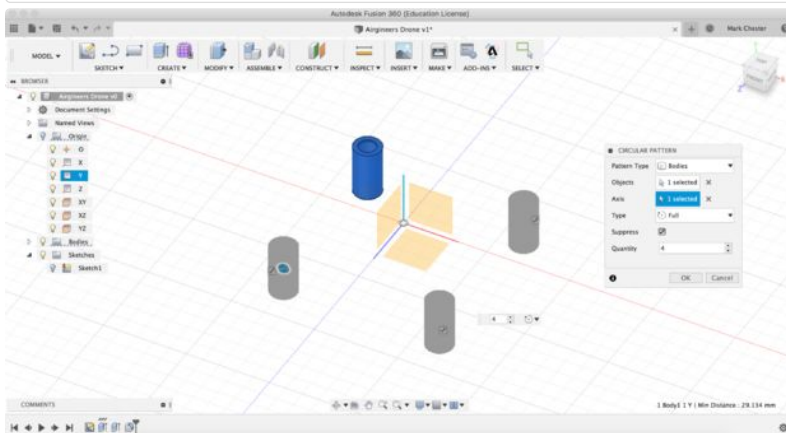 Autodesk Fusion 360 (Education License)
Airgineers Drone v1*
Mark Chester
MODEL
SKETCH
CREATE
MODIFY
ASSEMBLE
CONSTRUCT
INSPECT
INSERT
MAKE
ADD-INS
SELECT
BROWSER
Airgineers Drone v0
Document Settings
Named Views
Origin
O
X
Y
Z
XY
XZ
YZ
Bodies
Sketches
Sketch1
CIRCULAR PATTERN
Pattern Type Bodies
Objects 1 selected
Axis 1 selected
Type Full
Suppress
Quantity 4
OK Cancel
4
COMMENTS
1 Body1 1 Y | Min Distance : 29.134 mm